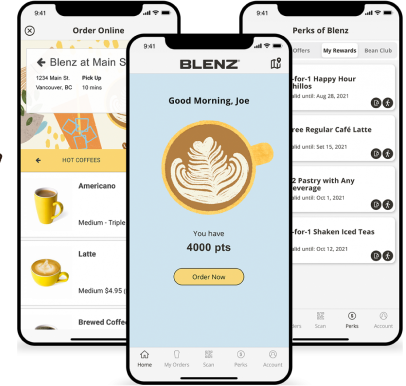 9:41
Order Online
Blenz at Main S
1234 Main St.
Vancouver, BC
Pick Up
10 mins
HOT COFFEES
Americano
Medium - Triple
Latte
Medium $4.95
Brewed Coffe
9:41
BLENZ
Good Morning, Joe
You have
4000 pts
Order Now
Home
My Orders
Scan
Perks
Account
9:41
Perks of Blenz
Offers
My Rewards
Bean Club
-for-1 Happy Hour
hillos
alid until: Aug 28, 2021
ree Regular Café Latte
alid until: Set 15, 2021
2 Pastry with Any
everage
alid until: Oct 1, 2021
-for-1 Shaken Iced Teas
alid until: Oct 12, 2021
ders
Scan
Perks
Account